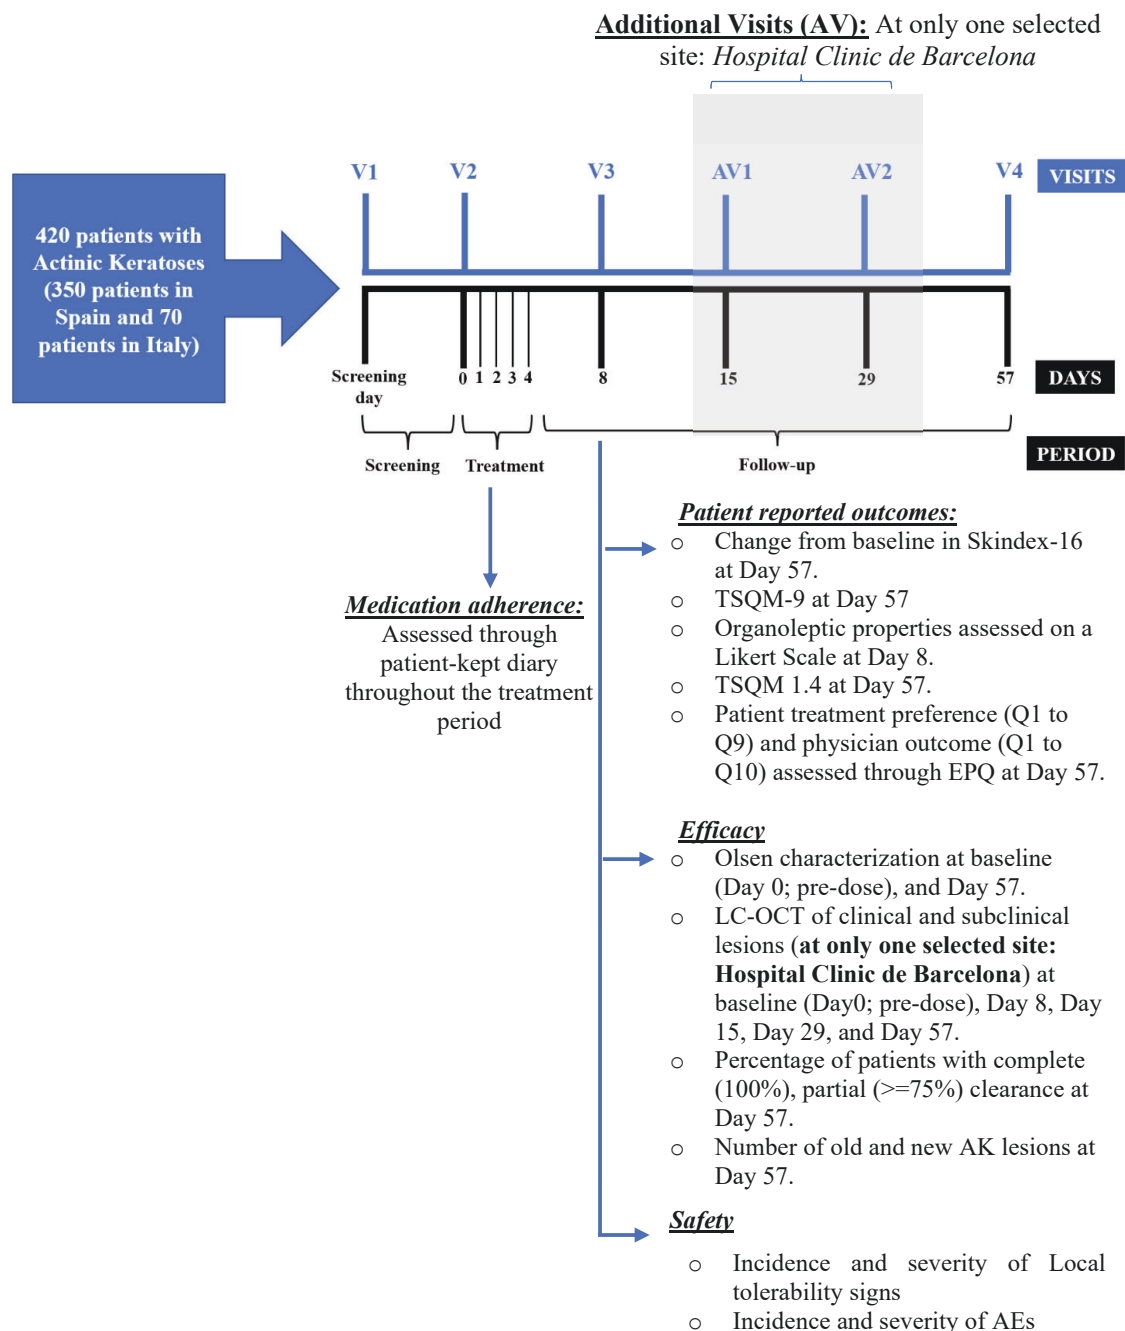 Additional Visits (AV): At only one selected
site: Hospital Clinic de Barcelona
V1 V2 V3 AV1 AV2 V4 VISITS
420 patients with
Actinic Keratoses
(350 patients in
Spain and 70
patients in Italy)
Screening
day
0 1 2 3 4 8 15 29 57 DAYS
Screening Treatment Follow-up PERIOD
Medication adherence:
Assessed through
patient-kept diary
throughout the treatment
period
Patient reported outcomes:
o Change from baseline in Skindex-16
at Day 57.
o TSQM-9 at Day 57
o Organoleptic properties assessed on a
Likert Scale at Day 8.
o TSQM 1.4 at Day 57.
o Patient treatment preference (Q1 to
Q9) and physician outcome (Q1 to
Q10) assessed through EPQ at Day 57.
Efficacy
o Olsen characterization at baseline
(Day 0; pre-dose), and Day 57.
o LC-OCT of clinical and subclinical
lesions (at only one selected site:
Hospital Clinic de Barcelona) at
baseline (Day0; pre-dose), Day 8, Day
15, Day 29, and Day 57.
o Percentage of patients with complete
(100%), partial (>=75%) clearance at
Day 57.
o Number of old and new AK lesions at
Day 57.
Safety
o Incidence and severity of Local
tolerability signs
o Incidence and severity of AEs